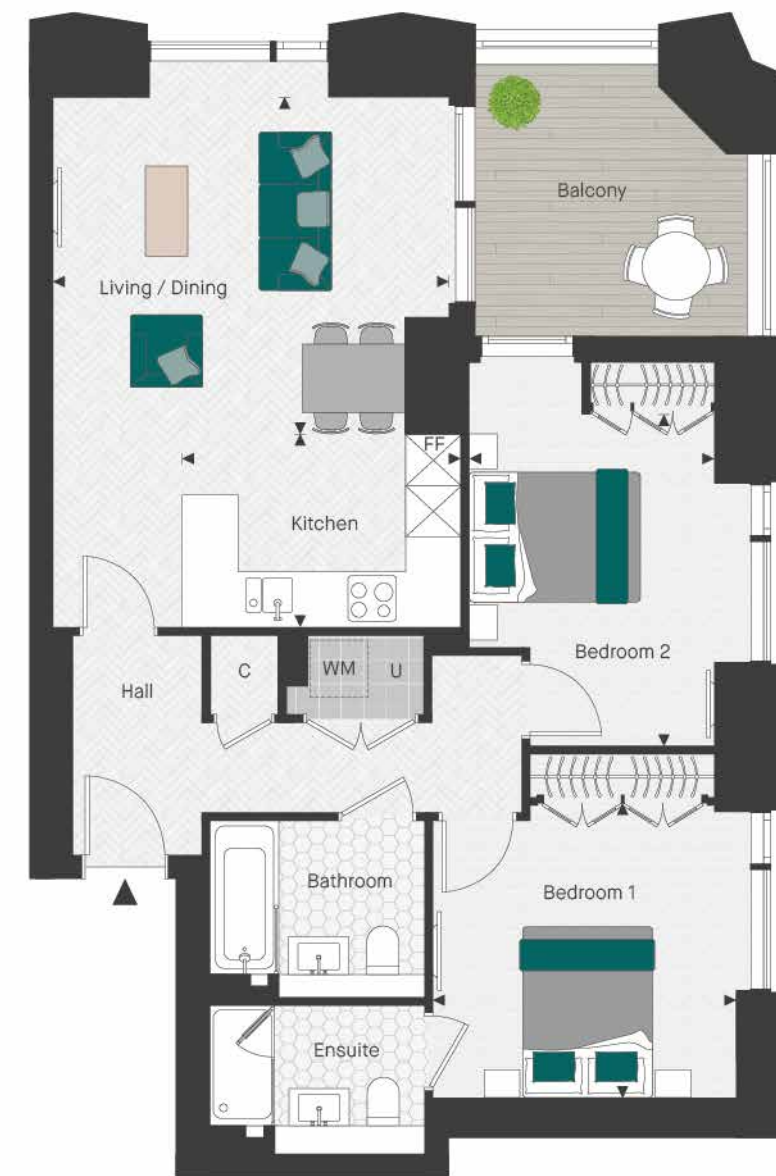 Balcony
Living / Dining
FF
Kitchen
Bedroom 2
Hall
C
WM
U
Bathroom
Bedroom 1
Ensuite